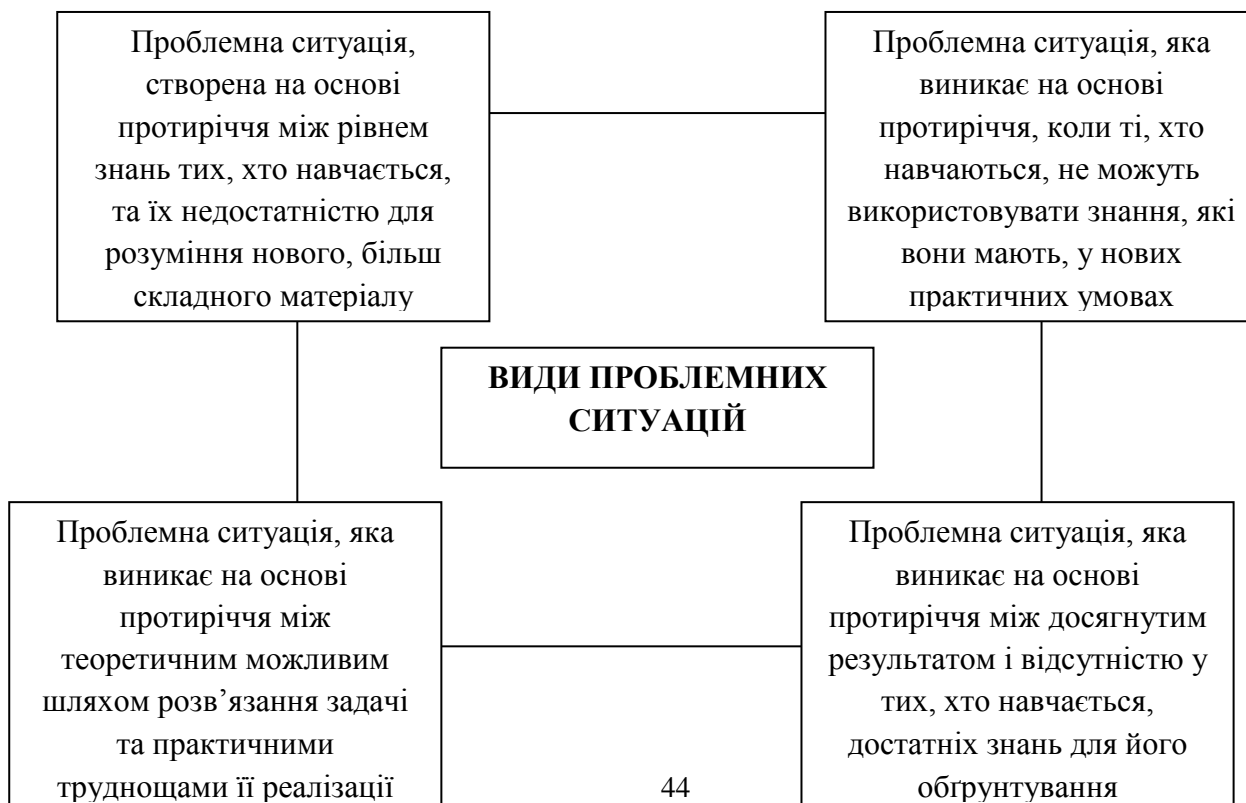 Проблемна ситуація,
створена на основі
протиріччя між рівнем
знань тих, хто навчається,
та їх недостатністю для
розуміння нового, більш
складного матеріалу
Проблемна ситуація, яка
виникає на основі
протиріччя, коли ті, хто
навчаються, не можуть
використовувати знання, які
вони мають, у нових
практичних умовах
ВИДИ ПРОБЛЕМНИХ
СИТУАЦІЙ
Проблемна ситуація, яка
виникає на основі
протиріччя між
теоретичним можливим
шляхом розв’язання задачі
та практичними
труднощами її реалізації
Проблемна ситуація, яка
виникає на основі
протиріччя між досягнутим
результатом і відсутністю у
тих, хто навчається,
достатніх знань для його
обґрунтування
44